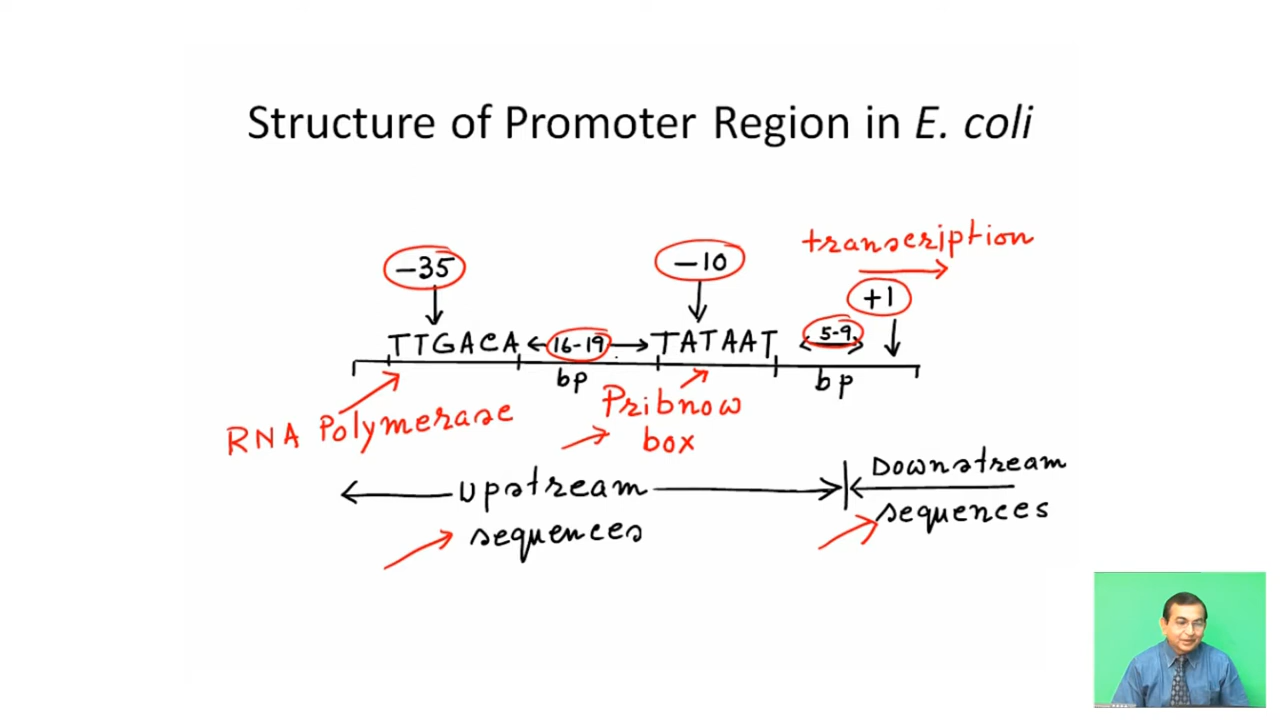 Structure of Promoter Region in E. coli
transcription
-35
-10
+1
TTGACA
16-19
TATAAT
5-9
bp
bp
RNA Polymerase
Pribnow
box
Upstream
sequences
Downstream
sequences